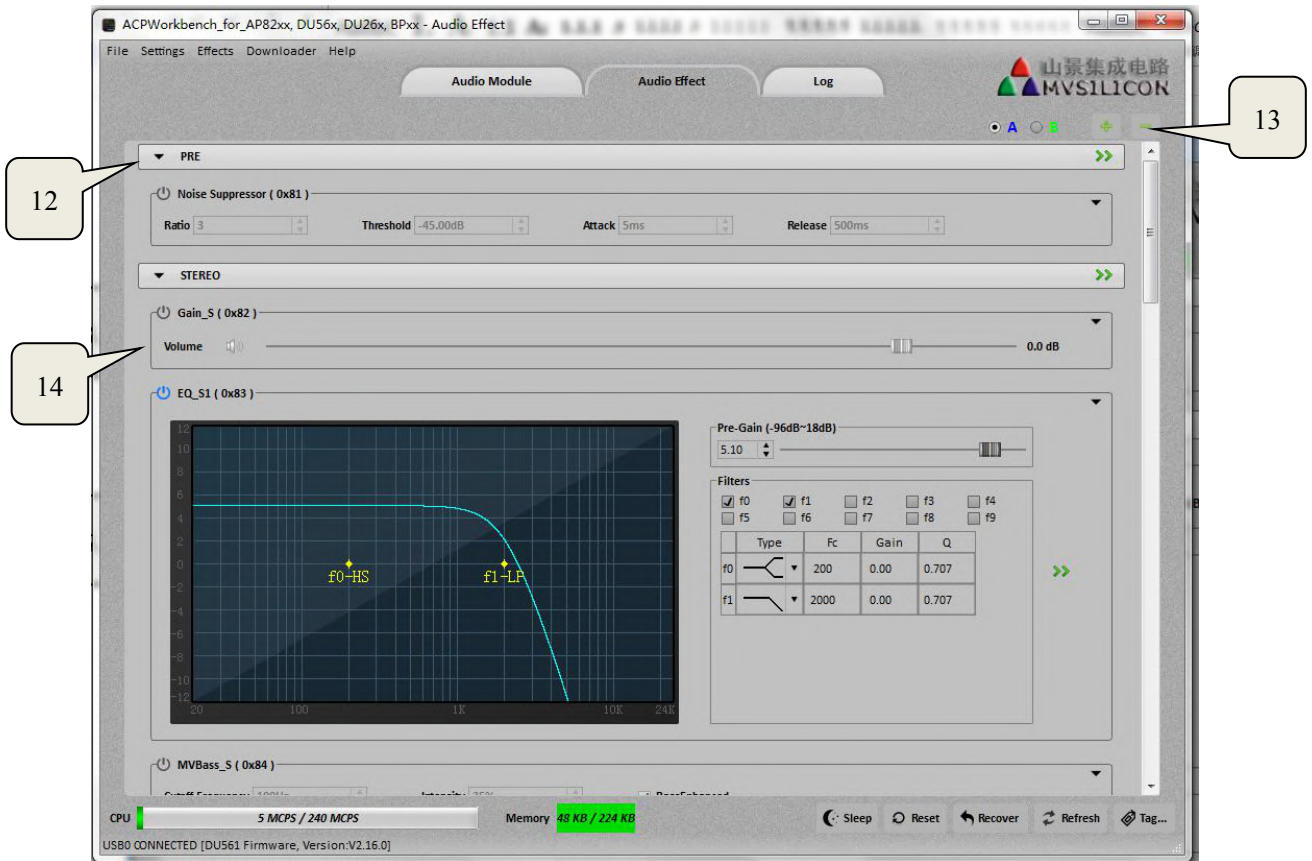 ACPWorkbench_for_AP82xx, DU56x, DU26x, BPxx - Audio Effect
File Settings Effects Downloader Help
Audio Module Audio Effect Log
山景集成电路
MVSILICON
13
A B
12
PRE
Noise Suppressor ( 0x81 )
Ratio 3 Threshold -45.00dB Attack 5ms Release 500ms
STEREO
Gain_S ( 0x82 )
14
Volume 0.0 dB
EQ_S1 ( 0x83 )
12
10
8
6
4
2
0
-2
-4
-6
-8
-10
-12
20 100 1K 10K 24K
f0-HS f1-LP
Pre-Gain (-96dB~18dB)
5.10
Filters
f0 f1 f2 f3 f4
f5 f6 f7 f8 f9
Type Fc Gain Q
f0 200 0.00 0.707
f1 2000 0.00 0.707
MVBass_S ( 0x84 )
CPU 5 MCPS / 240 MCPS Memory 48 KB / 224 KB Sleep Reset Recover Refresh Tag...
USB0 CONNECTED [DU561 Firmware, Version:V2.16.0]